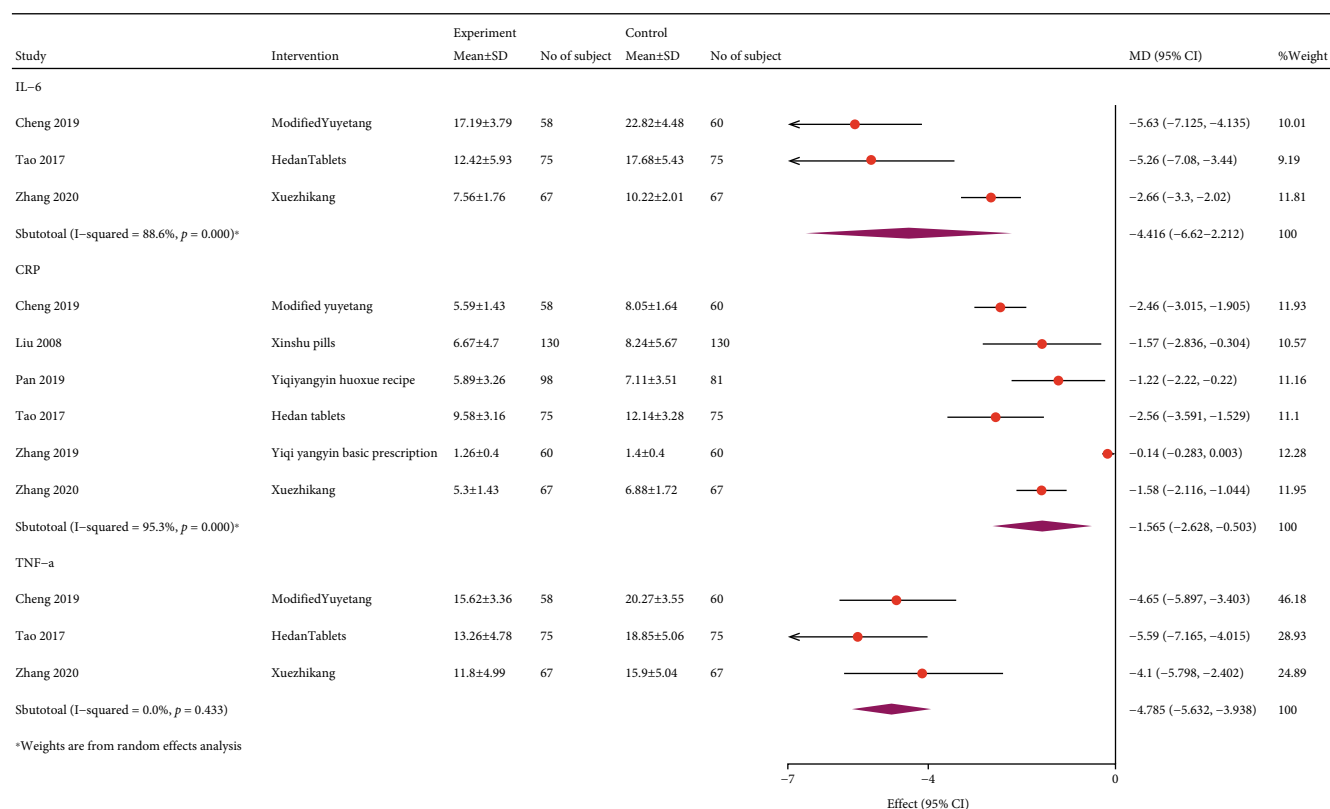 Experiment Control
Study Intervention Mean±SD No of subject Mean±SD No of subject MD (95% CI) %Weight
IL−6
Cheng 2019 ModifiedYuyetang 17.19±3.79 58 22.82±4.48 60 −5.63 (−7.125, −4.135) 10.01
Tao 2017 HedanTablets 12.42±5.93 75 17.68±5.43 75 −5.26 (−7.08, −3.44) 9.19
Zhang 2020 Xuezhikang 7.56±1.76 67 10.22±2.01 67 −2.66 (−3.3, −2.02) 11.81
Sbutotoal (I−squared = 88.6%, p = 0.000)* −4.416 (−6.62−2.212) 100
CRP
Cheng 2019 Modified yuyetang 5.59±1.43 58 8.05±1.64 60 −2.46 (−3.015, −1.905) 11.93
Liu 2008 Xinshu pills 6.67±4.7 130 8.24±5.67 130 −1.57 (−2.836, −0.304) 10.57
Pan 2019 Yiqiyangyin huoxue recipe 5.89±3.26 98 7.11±3.51 81 −1.22 (−2.22, −0.22) 11.16
Tao 2017 Hedan tablets 9.58±3.16 75 12.14±3.28 75 −2.56 (−3.591, −1.529) 11.1
Zhang 2019 Yiqi yangyin basic prescription 1.26±0.4 60 1.4±0.4 60 −0.14 (−0.283, 0.003) 12.28
Zhang 2020 Xuezhikang 5.3±1.43 67 6.88±1.72 67 −1.58 (−2.116, −1.044) 11.95
Sbutotoal (I−squared = 95.3%, p = 0.000)* −1.565 (−2.628, −0.503) 100
TNF−a
Cheng 2019 ModifiedYuyetang 15.62±3.36 58 20.27±3.55 60 −4.65 (−5.897, −3.403) 46.18
Tao 2017 HedanTablets 13.26±4.78 75 18.85±5.06 75 −5.59 (−7.165, −4.015) 28.93
Zhang 2020 Xuezhikang 11.8±4.99 67 15.9±5.04 67 −4.1 (−5.798, −2.402) 24.89
Sbutotoal (I−squared = 0.0%, p = 0.433) −4.785 (−5.632, −3.938) 100
*Weights are from random effects analysis
−7 −4 0
Effect (95% CI)